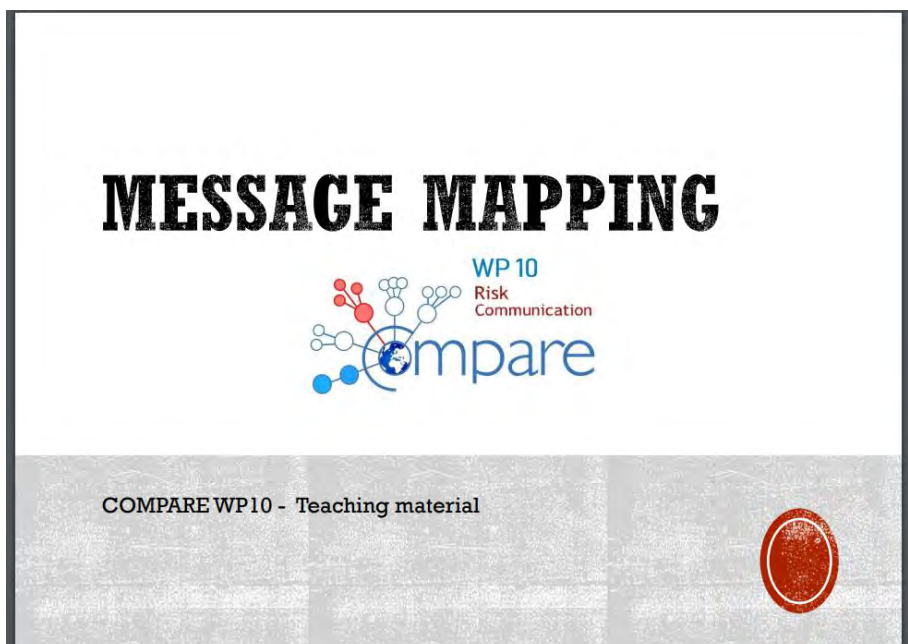 MESSAGE MAPPING
WP 10
Risk
Communication
Compare
COMPARE WP10 - Teaching material